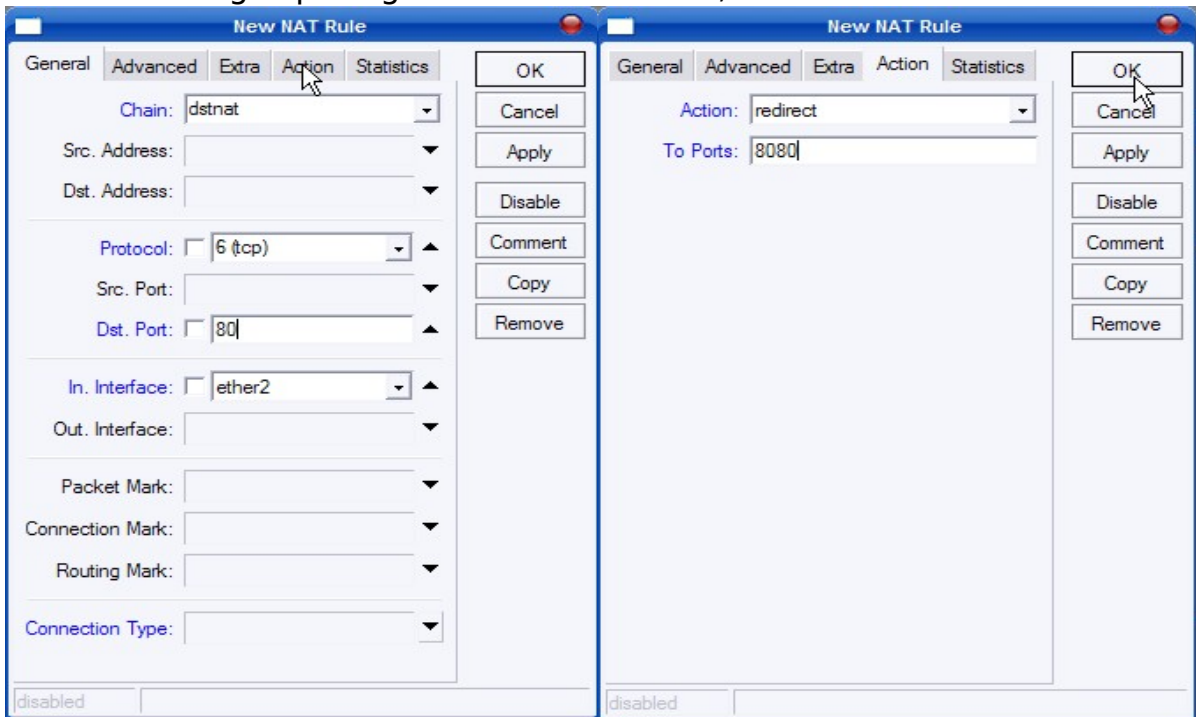 New NAT Rule
General Advanced Extra Action Statistics
Chain: dstnat
Src. Address:
Dst. Address:
Protocol: 6 (tcp)
Src. Port:
Dst. Port: 80
In. Interface: ether2
Out. Interface:
Packet Mark:
Connection Mark:
Routing Mark:
Connection Type:
disabled
OK
Cancel
Apply
Disable
Comment
Copy
Remove
New NAT Rule
General Advanced Extra Action Statistics
Action: redirect
To Ports: 8080
disabled
OK
Cancel
Apply
Disable
Comment
Copy
Remove